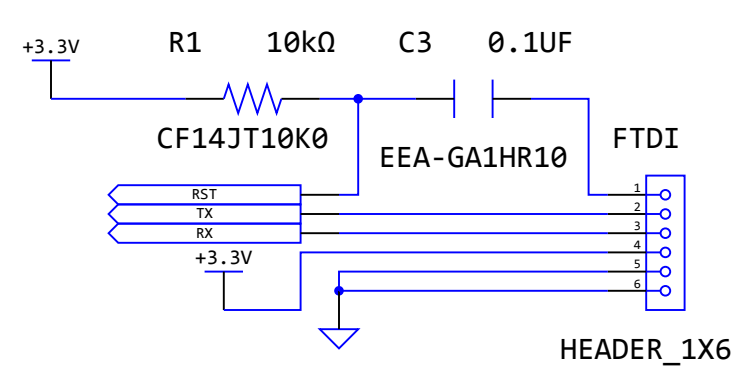 +3.3V
R1
10kΩ
C3
0.1UF
CF14JT10K0
EEA-GA1HR10
FTDI
RST
TX
RX
+3.3V
1
2
3
4
5
6
HEADER_1X6